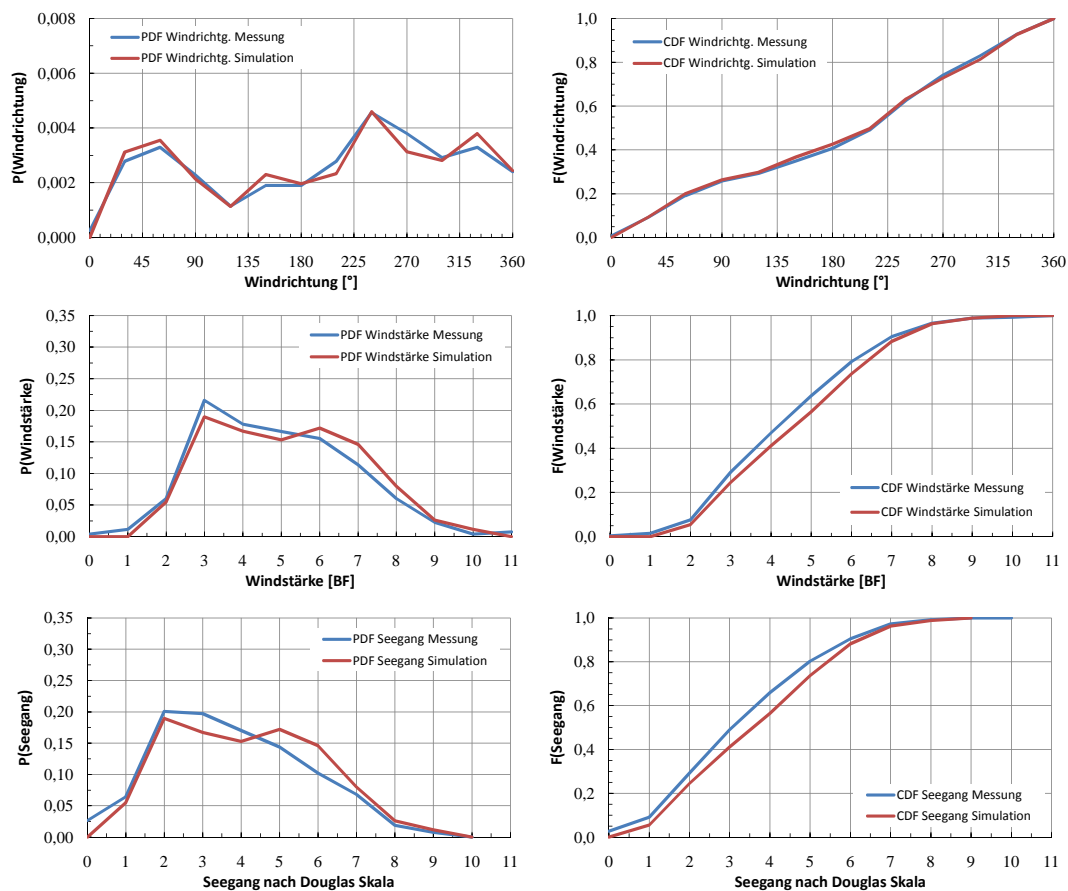 P(Windrichtung)
0,008
0,006
0,004
0,002
0,000
PDF Windrichtg. Messung
PDF Windrichtg. Simulation
0 45 90 135 180 225 270 315 360
Windrichtung [°]
F(Windrichtung)
1,0
0,8
0,6
0,4
0,2
0,0
CDF Windrichtg. Messung
CDF Windrichtg. Simulation
0 45 90 135 180 225 270 315 360
Windrichtung [°]
P(Windstärke)
0,35
0,30
0,25
0,20
0,15
0,10
0,05
0,00
PDF Windstärke Messung
PDF Windstärke Simulation
0 1 2 3 4 5 6 7 8 9 10 11
Windstärke [BF]
F(Windstärke)
1,0
0,8
0,6
0,4
0,2
0,0
CDF Windstärke Messung
CDF Windstärke Simulation
0 1 2 3 4 5 6 7 8 9 10 11
Windstärke [BF]
P(Seegang)
0,35
0,30
0,25
0,20
0,15
0,10
0,05
0,00
PDF Seegang Messung
PDF Seegang Simulation
0 1 2 3 4 5 6 7 8 9 10 11
Seegang nach Douglas Skala
F(Seegang)
1,0
0,8
0,6
0,4
0,2
0,0
CDF Seegang Messung
CDF Seegang Simulation
0 1 2 3 4 5 6 7 8 9 10 11
Seegang nach Douglas Skala